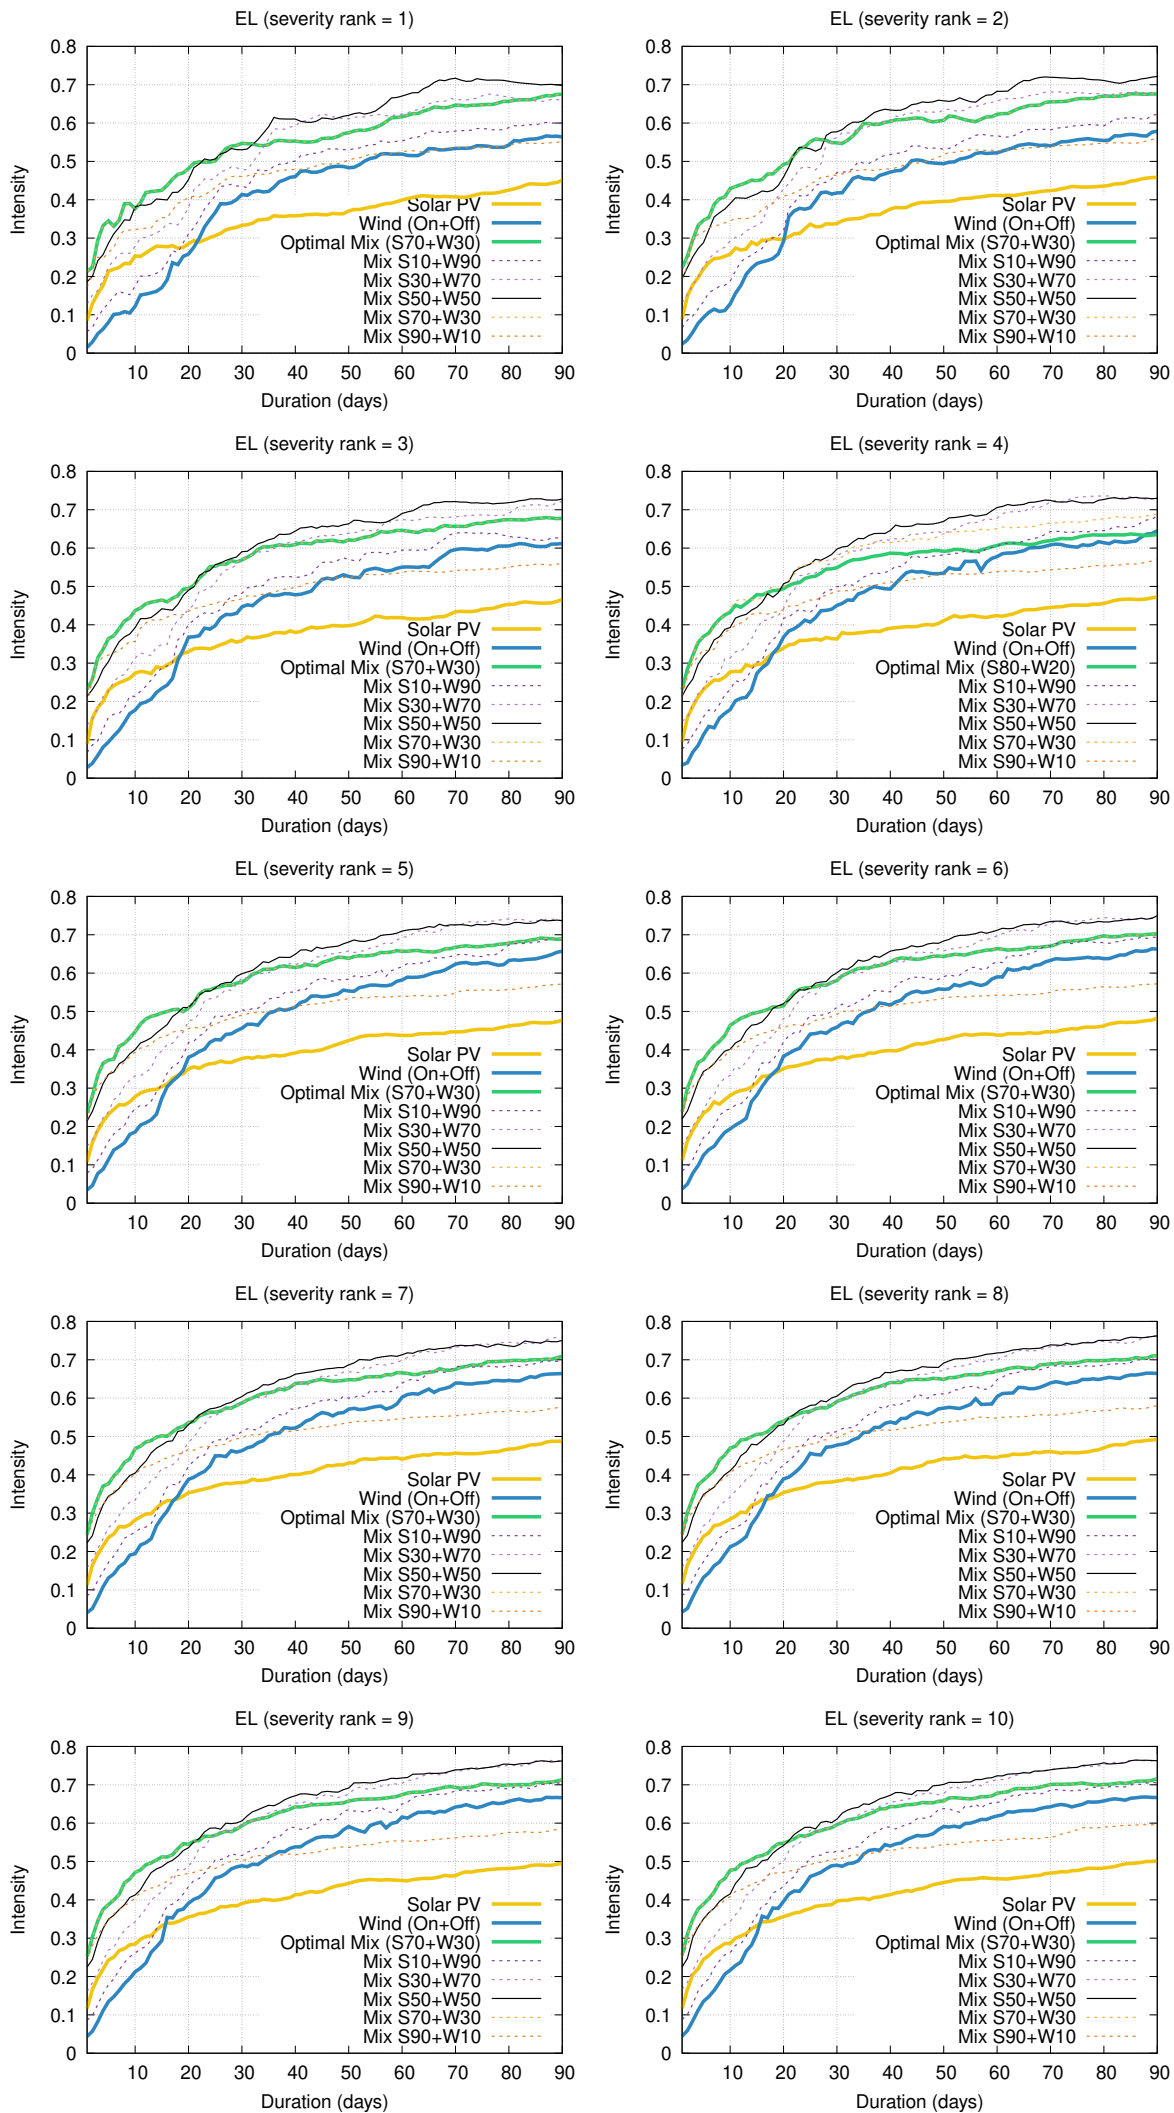 EL (severity rank = 1)
0.8
0.7
0.6
0.5
0.4
0.3
0.2
0.1
0
Intensity
Solar PV
Wind (On+Off)
Optimal Mix (S70+W30)
Mix S10+W90
Mix S30+W70
Mix S50+W50
Mix S70+W30
Mix S90+W10
10 20 30 40 50 60 70 80 90
Duration (days)
EL (severity rank = 2)
0.8
0.7
0.6
0.5
0.4
0.3
0.2
0.1
0
Intensity
Solar PV
Wind (On+Off)
Optimal Mix (S70+W30)
Mix S10+W90
Mix S30+W70
Mix S50+W50
Mix S70+W30
Mix S90+W10
10 20 30 40 50 60 70 80 90
Duration (days)
EL (severity rank = 3)
0.8
0.7
0.6
0.5
0.4
0.3
0.2
0.1
0
Intensity
Solar PV
Wind (On+Off)
Optimal Mix (S70+W30)
Mix S10+W90
Mix S30+W70
Mix S50+W50
Mix S70+W30
Mix S90+W10
10 20 30 40 50 60 70 80 90
Duration (days)
EL (severity rank = 4)
0.8
0.7
0.6
0.5
0.4
0.3
0.2
0.1
0
Intensity
Solar PV
Wind (On+Off)
Optimal Mix (S80+W20)
Mix S10+W90
Mix S30+W70
Mix S50+W50
Mix S70+W30
Mix S90+W10
10 20 30 40 50 60 70 80 90
Duration (days)
EL (severity rank = 5)
0.8
0.7
0.6
0.5
0.4
0.3
0.2
0.1
0
Intensity
Solar PV
Wind (On+Off)
Optimal Mix (S70+W30)
Mix S10+W90
Mix S30+W70
Mix S50+W50
Mix S70+W30
Mix S90+W10
10 20 30 40 50 60 70 80 90
Duration (days)
EL (severity rank = 6)
0.8
0.7
0.6
0.5
0.4
0.3
0.2
0.1
0
Intensity
Solar PV
Wind (On+Off)
Optimal Mix (S70+W30)
Mix S10+W90
Mix S30+W70
Mix S50+W50
Mix S70+W30
Mix S90+W10
10 20 30 40 50 60 70 80 90
Duration (days)
EL (severity rank = 7)
0.8
0.7
0.6
0.5
0.4
0.3
0.2
0.1
0
Intensity
Solar PV
Wind (On+Off)
Optimal Mix (S70+W30)
Mix S10+W90
Mix S30+W70
Mix S50+W50
Mix S70+W30
Mix S90+W10
10 20 30 40 50 60 70 80 90
Duration (days)
EL (severity rank = 8)
0.8
0.7
0.6
0.5
0.4
0.3
0.2
0.1
0
Intensity
Solar PV
Wind (On+Off)
Optimal Mix (S70+W30)
Mix S10+W90
Mix S30+W70
Mix S50+W50
Mix S70+W30
Mix S90+W10
10 20 30 40 50 60 70 80 90
Duration (days)
EL (severity rank = 9)
0.8
0.7
0.6
0.5
0.4
0.3
0.2
0.1
0
Intensity
Solar PV
Wind (On+Off)
Optimal Mix (S70+W30)
Mix S10+W90
Mix S30+W70
Mix S50+W50
Mix S70+W30
Mix S90+W10
10 20 30 40 50 60 70 80 90
Duration (days)
EL (severity rank = 10)
0.8
0.7
0.6
0.5
0.4
0.3
0.2
0.1
0
Intensity
Solar PV
Wind (On+Off)
Optimal Mix (S70+W30)
Mix S10+W90
Mix S30+W70
Mix S50+W50
Mix S70+W30
Mix S90+W10
10 20 30 40 50 60 70 80 90
Duration (days)